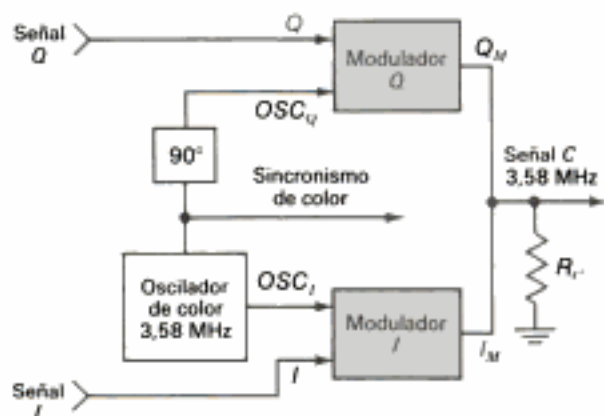 Señal
Q
Q
Modulador
Q
Q_M
OSC_Q
90°
Sincronismo
de color
Señal C
3,58 MHz
Oscilador
de color
3,58 MHz
OSC_I
Modulador
I
I_M
I
Señal
I